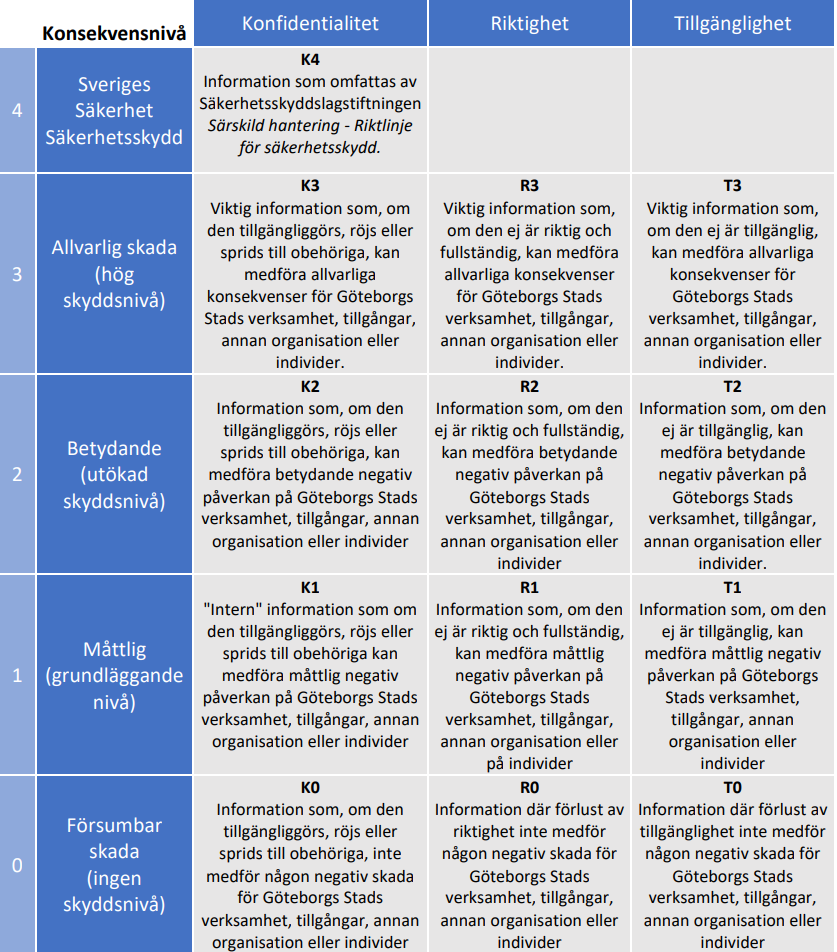 Konsekvensnivå
Konfidentialitet
Riktighet
Tillgänglighet
4
Sveriges
Säkerhet
Säkerhetsskydd
K4
Information som omfattas av
Säkerhetsskyddslagstiftningen
Särskild hantering - Riktlinje
för säkerhetsskydd.
3
Allvarlig skada
(hög
skyddsnivå)
K3
Viktig information som, om
den tillgängliggörs, röjs eller
sprids till obehöriga, kan
medföra allvarliga
konsekvenser för Göteborgs
Stads verksamhet, tillgångar,
annan organisation eller
individer.
R3
Viktig information som,
om den ej är riktig och
fullständig, kan medföra
allvarliga konsekvenser
för Göteborgs Stads
verksamhet, tillgångar,
annan organisation eller
individer.
T3
Viktig information som,
om den ej är tillgänglig,
kan medföra allvarliga
konsekvenser för
Göteborgs Stads
verksamhet, tillgångar,
annan organisation eller
individer.
2
Betydande
(utökad
skyddsnivå)
K2
Information som, om den
tillgängliggörs, röjs eller
sprids till obehöriga, kan
medföra betydande negativ
påverkan på Göteborgs Stads
verksamhet, tillgångar, annan
organisation eller individer
R2
Information som, om den
ej är riktig och fullständig,
kan medföra betydande
negativ påverkan på
Göteborgs Stads
verksamhet, tillgångar,
annan organisation eller
individer
T2
Information som, om den
ej är tillgänglig, kan
medföra betydande
negativ påverkan på
Göteborgs Stads
verksamhet, tillgångar,
annan organisation eller
individer.
1
Måttlig
(grundläggande
nivå)
K1
"Intern" information som om
den tillgängliggörs, röjs eller
sprids till obehöriga kan
medföra måttlig negativ
påverkan på Göteborgs Stads
verksamhet, tillgångar, annan
organisation eller individer
R1
Information som, om den
ej är riktig och fullständig,
kan medföra måttlig
negativ påverkan på
Göteborgs Stads
verksamhet, tillgångar,
annan organisation eller
på individer
T1
Information som, om den
ej är tillgänglig, kan
medföra måttlig negativ
påverkan på Göteborgs
Stads verksamhet,
tillgångar, annan
organisation eller
individer
0
Försumbar
skada
(ingen
skyddsnivå)
K0
Information som, om den
tillgängliggörs, röjs eller
sprids till obehöriga, inte
medför någon negativ skada
för Göteborgs Stads
verksamhet, tillgångar, annan
organisation eller individer
R0
Information där förlust av
riktighet inte medför
någon negativ skada för
Göteborgs Stads
verksamhet, tillgångar,
annan organisation eller
individer
T0
Information där förlust av
tillgänglighet inte medför
någon negativ skada för
Göteborgs Stads
verksamhet, tillgångar,
annan organisation eller
individer